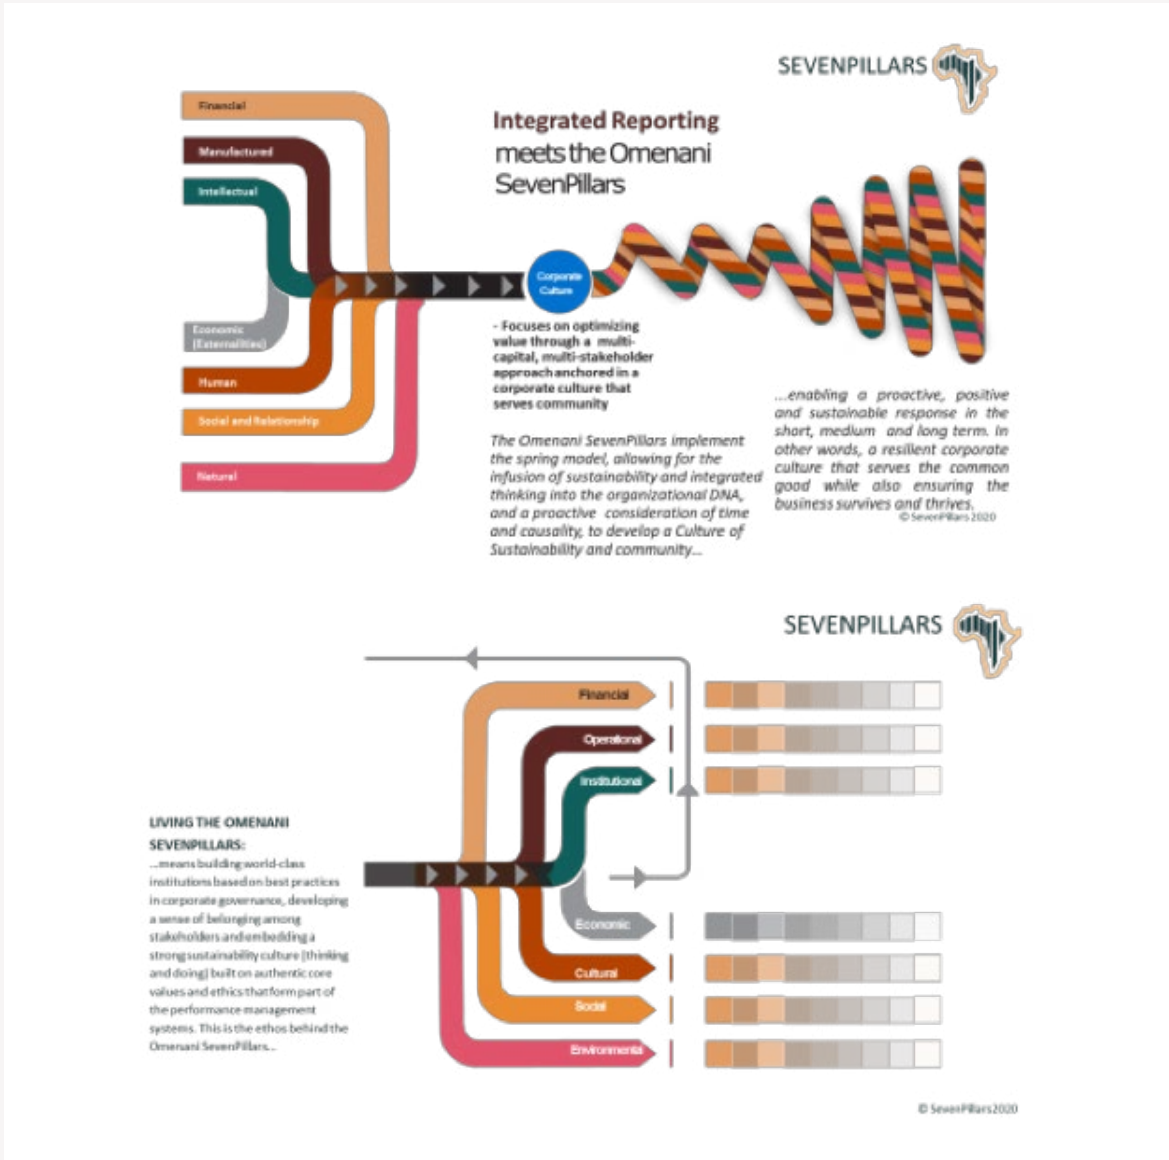 SEVENPILLARS
Financial
Manufactured
Intellectual
Economic
(Externalities)
Human
Social and Relationship
Natural
Integrated Reporting
meets the Omenani
SevenPillars
Corporate
Culture
- Focuses on optimizing
value through a multi-
capital, multi-stakeholder
approach anchored in a
corporate culture that
serves community
The Omenani SevenPillars implement
the spring model, allowing for the
infusion of sustainability and integrated
thinking into the organizational DNA,
and a proactive consideration of time
and causality, to develop a Culture of
Sustainability and community...
...enabling a proactive, positive
and sustainable response in the
short, medium and long term. In
other words, a resilient corporate
culture that serves the common
good while also ensuring the
business survives and thrives.
© SevenPillars 2020
SEVENPILLARS
Financial
Operational
Institutional
Economic
Cultural
Social
Environmental
LIVING THE OMENANI
SEVENPILLARS:
...means building world-class
institutions based on best practices
in corporate governance, developing
a sense of belonging among
stakeholders and embedding a
strong sustainability culture (thinking
and doing) built on authentic core
values and ethics that form part of
the performance management
systems. This is the ethos behind the
Omenani SevenPillars...
© SevenPillars2020